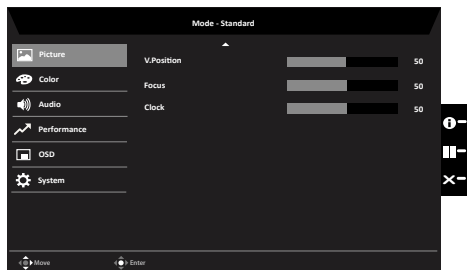 Mode - Standard
Picture
Color
Audio
Performance
OSD
System
V.Position 50
Focus 50
Clock 50
Move Enter